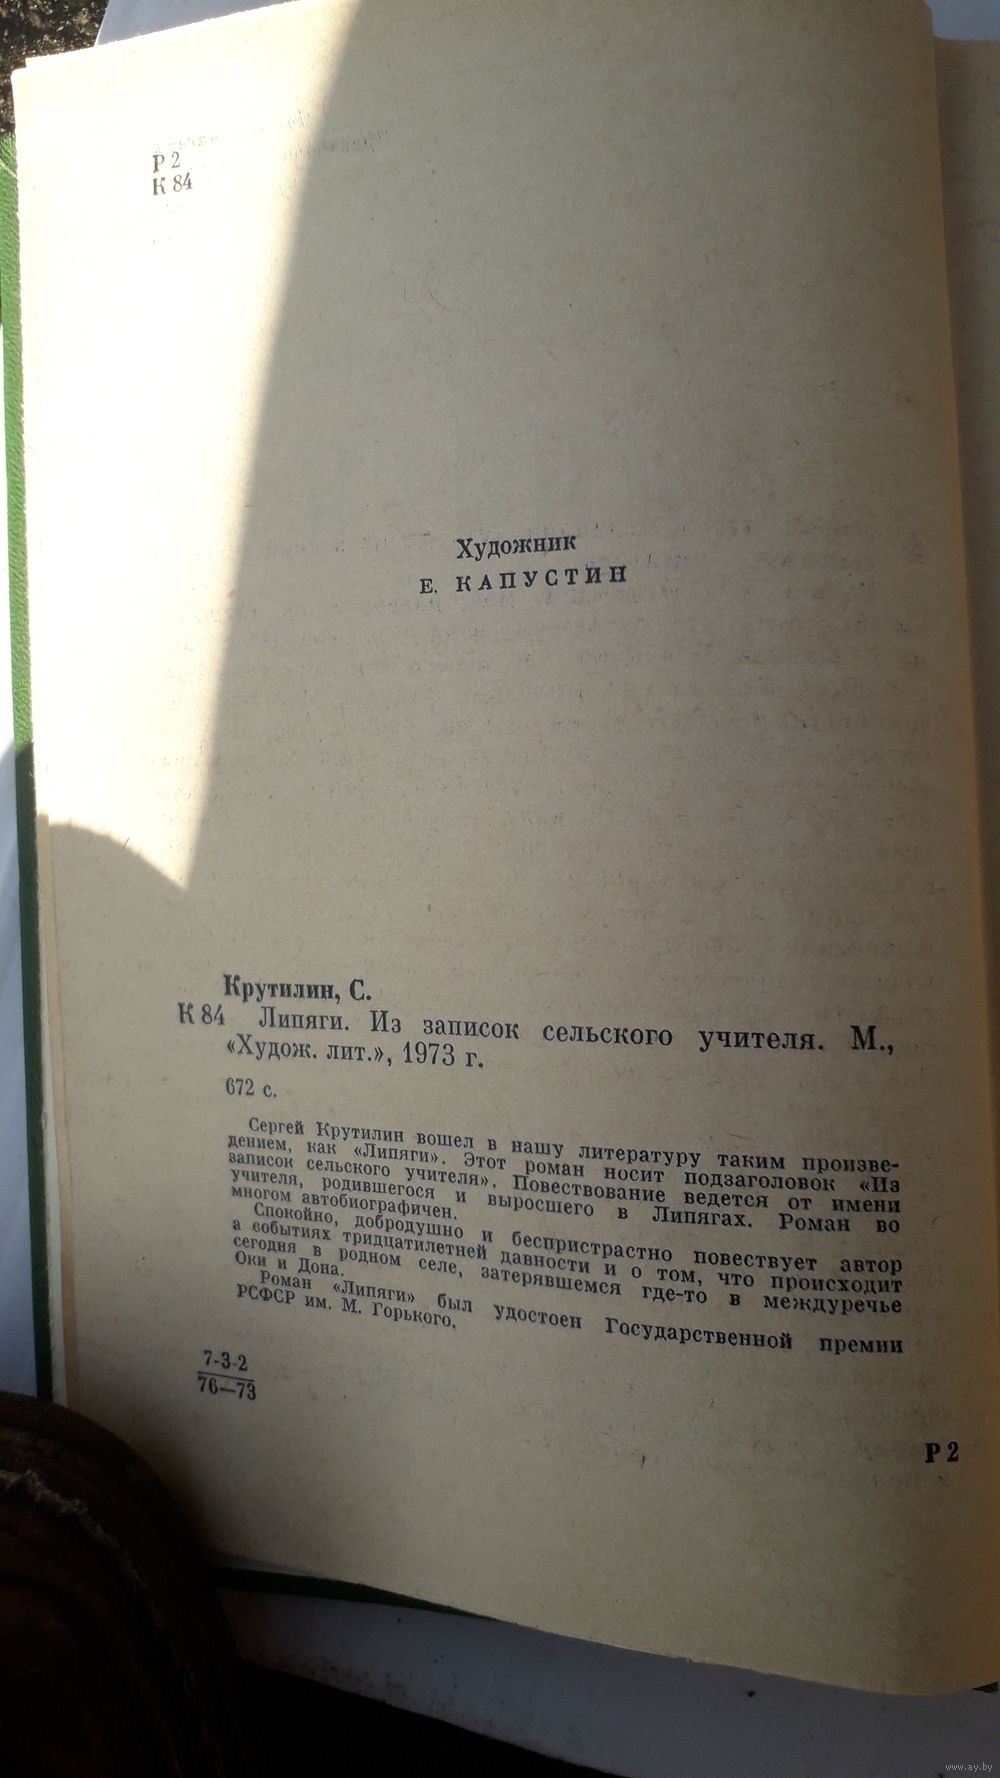 Р 2
К 84
Художник
Е. КАПУСТИН
Крутилин, С.
К 84 Липяги. Из записок сельского учителя. М.,
«Худож. лит.», 1973 г.
672 с.
Сергей Крутилин вошел в нашу литературу таким произве-
дением, как «Липяги». Этот роман носит подзаголовок «Из
записок сельского учителя». Повествование ведется от имени
учителя, родившегося и выросшего в Липягах. Роман во
многом автобиографичен.
Спокойно, добродушно и беспристрастно повествует автор
о событиях тридцатилетней давности и о том, что происходит
сегодня в родном селе, затерявшемся где-то в междуречье
Оки и Дона.
Роман «Липяги» был удостоен Государственной премии
РСФСР им. М. Горького.
7-3-2
76—73
Р 2
www.ay.by